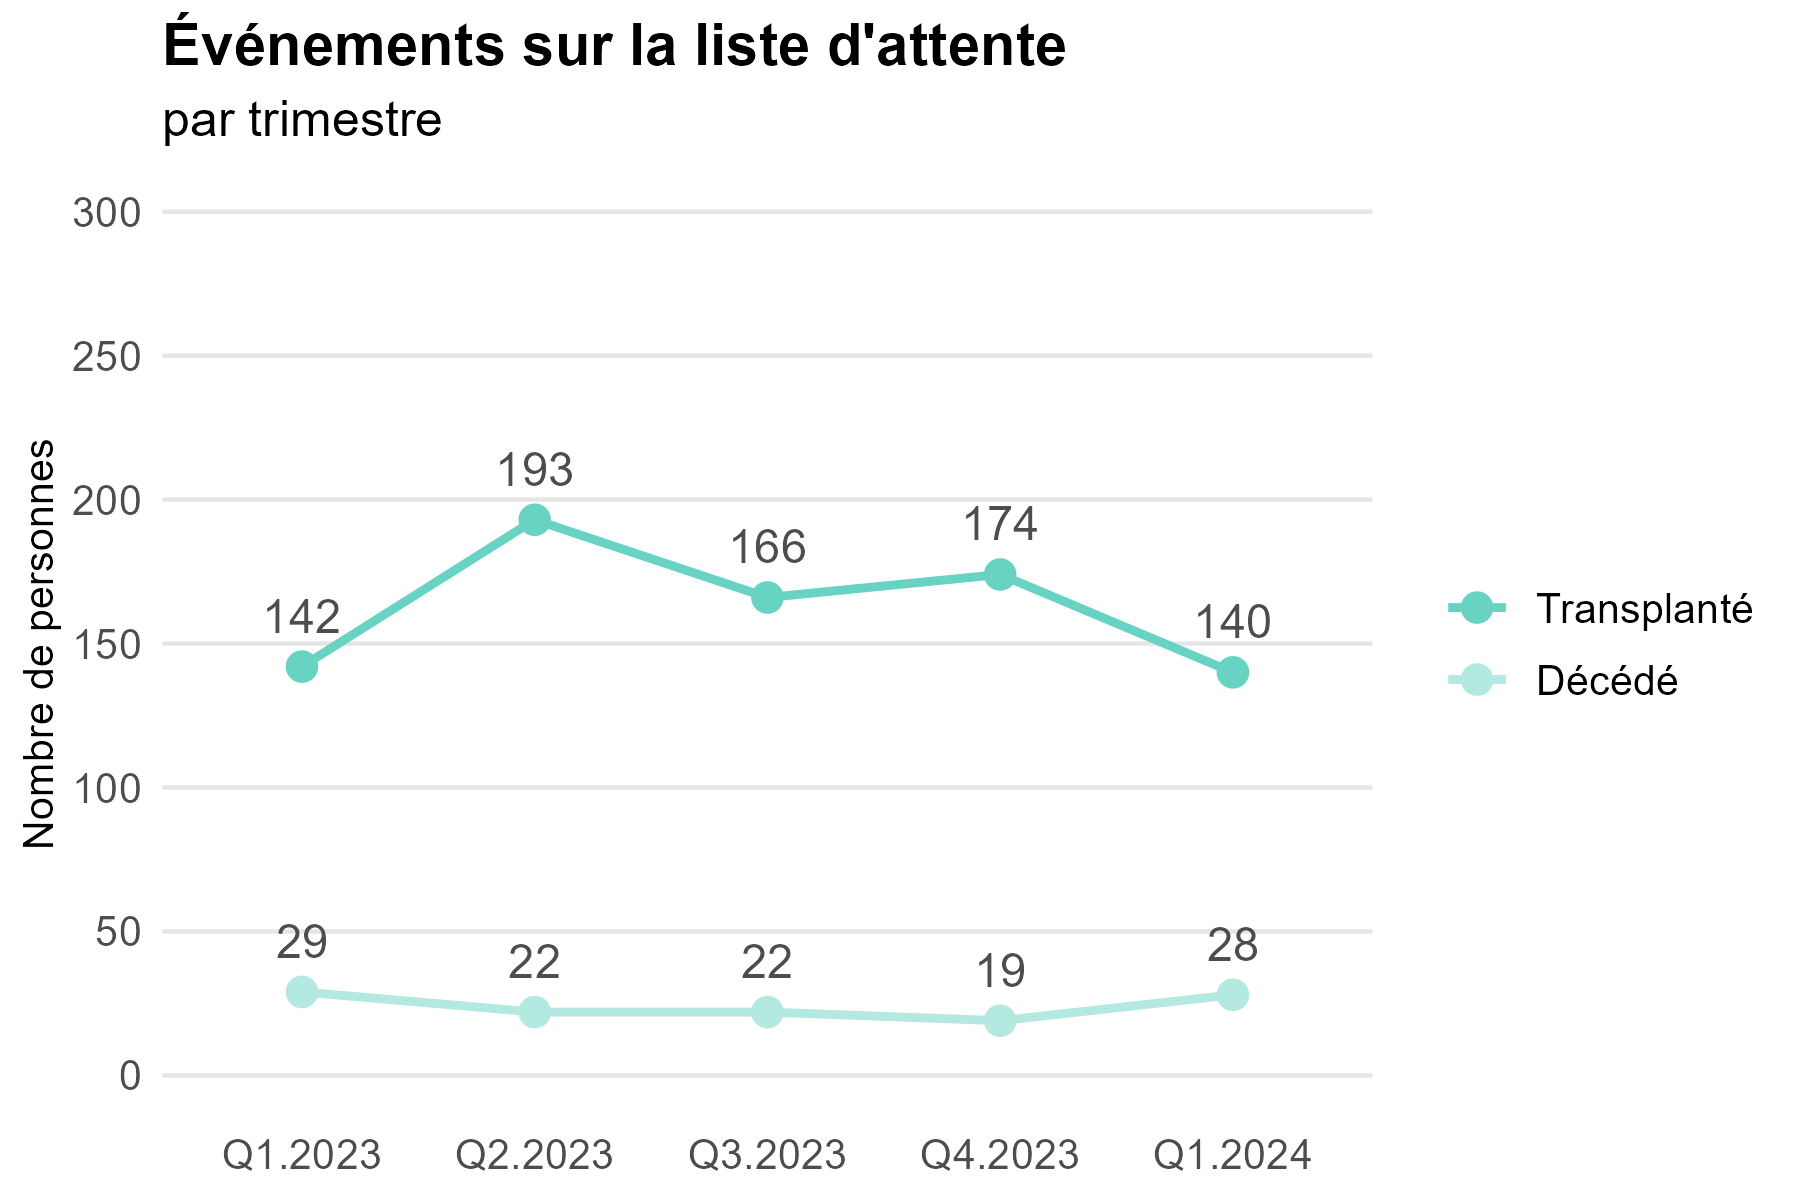 Événements sur la liste d'attente
par trimestre
Nombre de personnes
300
250
200
150
100
50
0
142
193
166
174
140
29
22
22
19
28
Q1.2023
Q2.2023
Q3.2023
Q4.2023
Q1.2024
Transplanté
Décédé